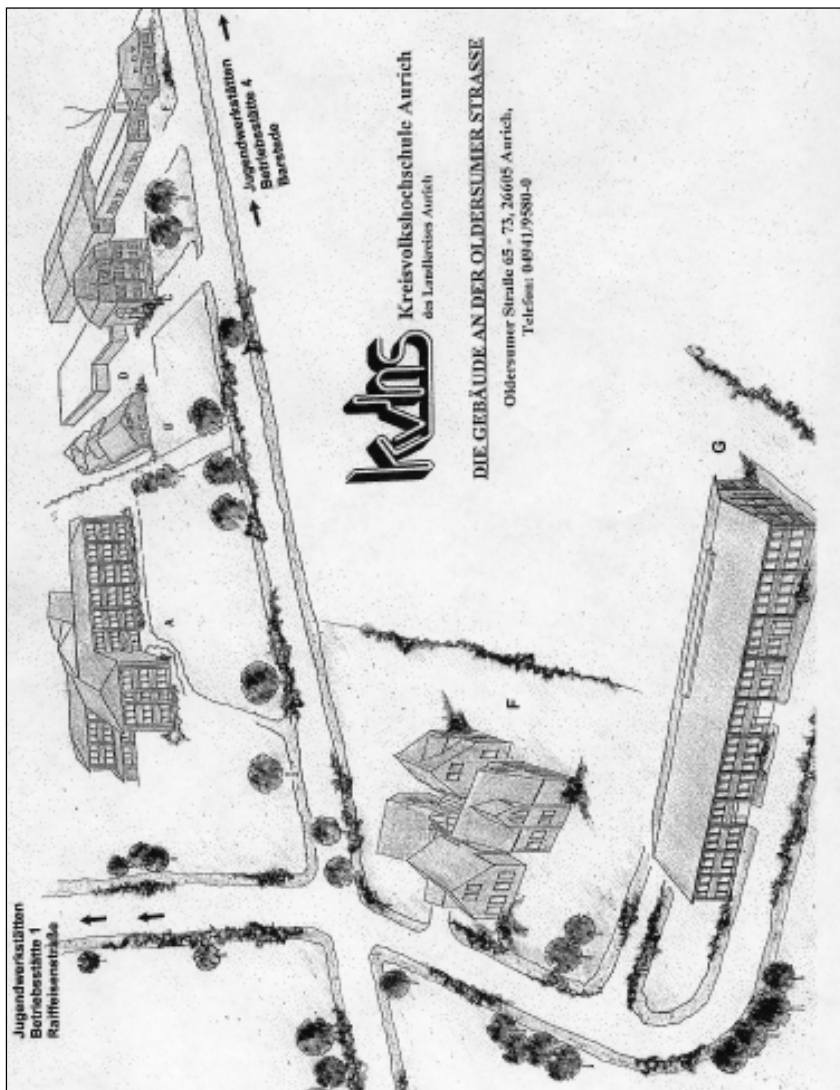 Jugendwerkstätten
Betriebsstätte 1
Raiffeisenstraße
Jugendwerkstätten
Betriebsstätte 4
Barstede
kvhs
Kreisvolkshochschule Aurich
des Landkreises Aurich
DIE GEBÄUDE AN DER OLDERSUMER STRASSE
Oldersumer Straße 65 - 73, 26605 Aurich,
Telefon: 04941/9580-0
A
B
D
C
F
G